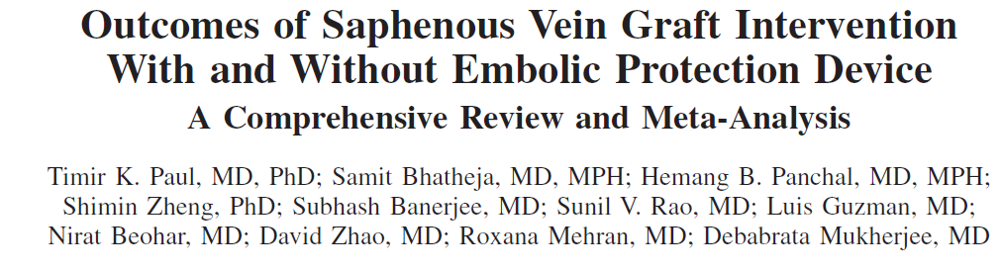 Outcomes of Saphenous Vein Graft Intervention
With and Without Embolic Protection Device
A Comprehensive Review and Meta-Analysis
Timir K. Paul, MD, PhD; Samit Bhatheja, MD, MPH; Hemang B. Panchal, MD, MPH;
Shimin Zheng, PhD; Subhash Banerjee, MD; Sunil V. Rao, MD; Luis Guzman, MD;
Nirat Beohar, MD; David Zhao, MD; Roxana Mehran, MD; Debabrata Mukherjee, MD